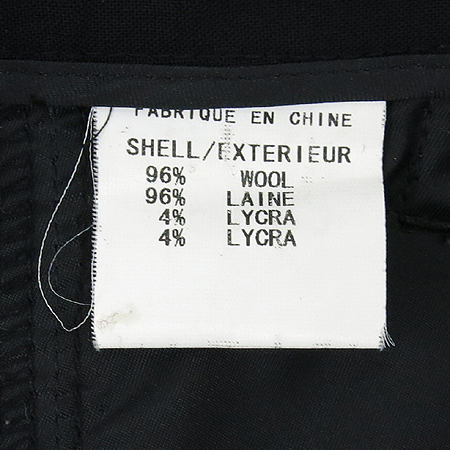 FABRIQUE EN CHINE
SHELL/EXTERIEUR
96% WOOL
96% LAINE
4% LYCRA
4% LYCRA